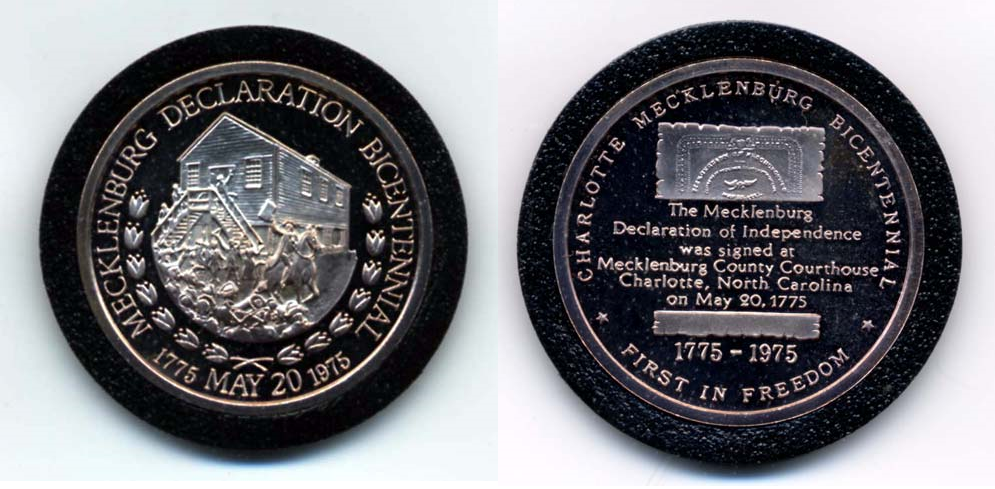 MECKLENBURG DECLARATION BICENTENNIAL
1775 MAY 20 1975
CHARLOTTE MECKLENBURG BICENTENNIAL
The Mecklenburg
Declaration of Independence
was signed at
Mecklenburg County Courthouse
Charlotte, North Carolina
on May 20, 1775
1775 - 1975
FIRST IN FREEDOM